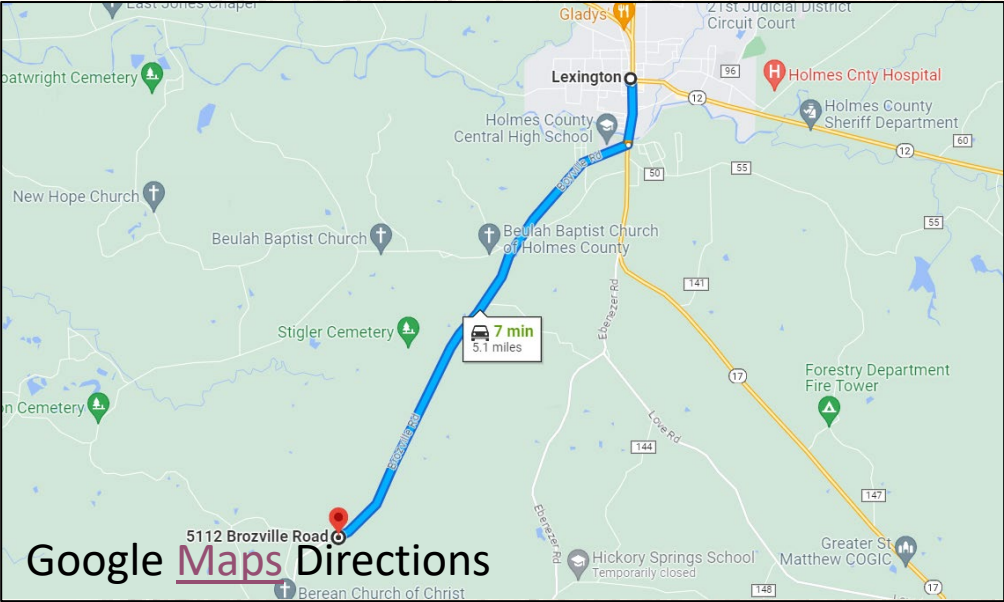 East Jones Chapel
Gladys'
21st Judicial District
Circuit Court
Boatwright Cemetery
Lexington
96
Holmes Cnty Hospital
12
Holmes County
Sheriff Department
Holmes County
Central High School
60
12
Brozville Rd
50
55
New Hope Church
55
Beulah Baptist Church
Beulah Baptist Church
of Holmes County
141
Ebenezer Rd
Stigler Cemetery
7 min
5.1 miles
17
Forestry Department
Fire Tower
on Cemetery
Brozville Rd
Love Rd
144
147
Ebenezer Rd
5112 Brozville Road
Google Maps Directions
Greater St
Matthew COGIC
Hickory Springs School
Temporarily closed
17
148
Berean Church of Christ